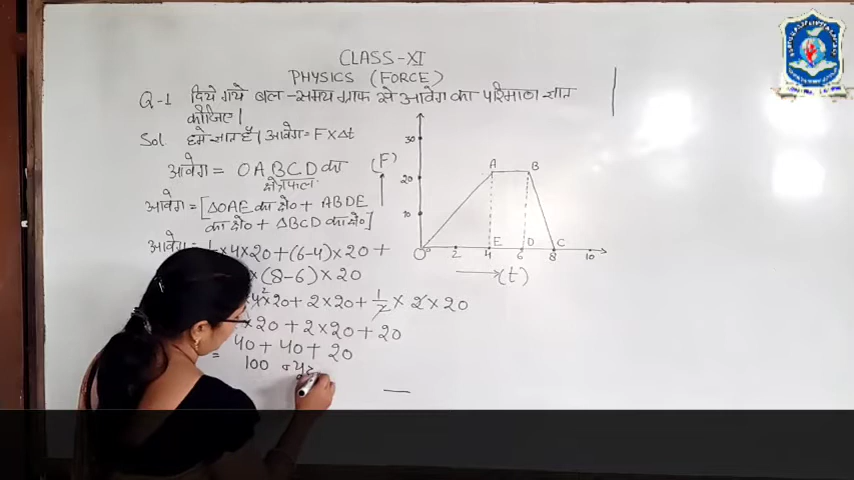 CLASS-XI
PHYSICS (FORCE)
Q-1 दिये गये बल-समय ग्राफ से आवेग का परिमाण ज्ञात
कीजिए।
Sol. हमे ज्ञात है। आवेग = F×Δt
आवेग = OABCD का
क्षेत्रफल
आवेग = [ΔOAE का क्षे० + ABDE
का क्षे० + ΔBCD का क्षे०]
आवेग = ×4×20+(6-4)×20+
×(8-6)×20
×20+2×20+1/2×2×20
×20+2×20+20
= 40+40+20
100
(F)
30
20
10
A B
E D C
O 2 4 6 8 10
(t)